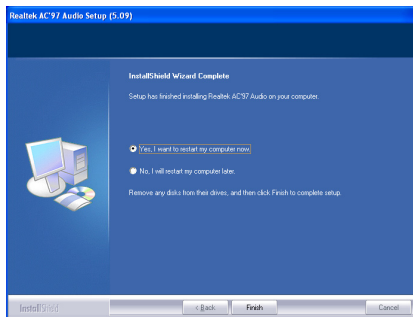 Realtek AC'97 Audio Setup (5.09)
InstallShield Wizard Complete
Setup has finished installing Realtek AC'97 Audio on your computer.
Yes, I want to restart my computer now.
No, I will restart my computer later.
Remove any disks from their drives, and then click Finish to complete setup.
InstallShield
< Back
Finish
Cancel